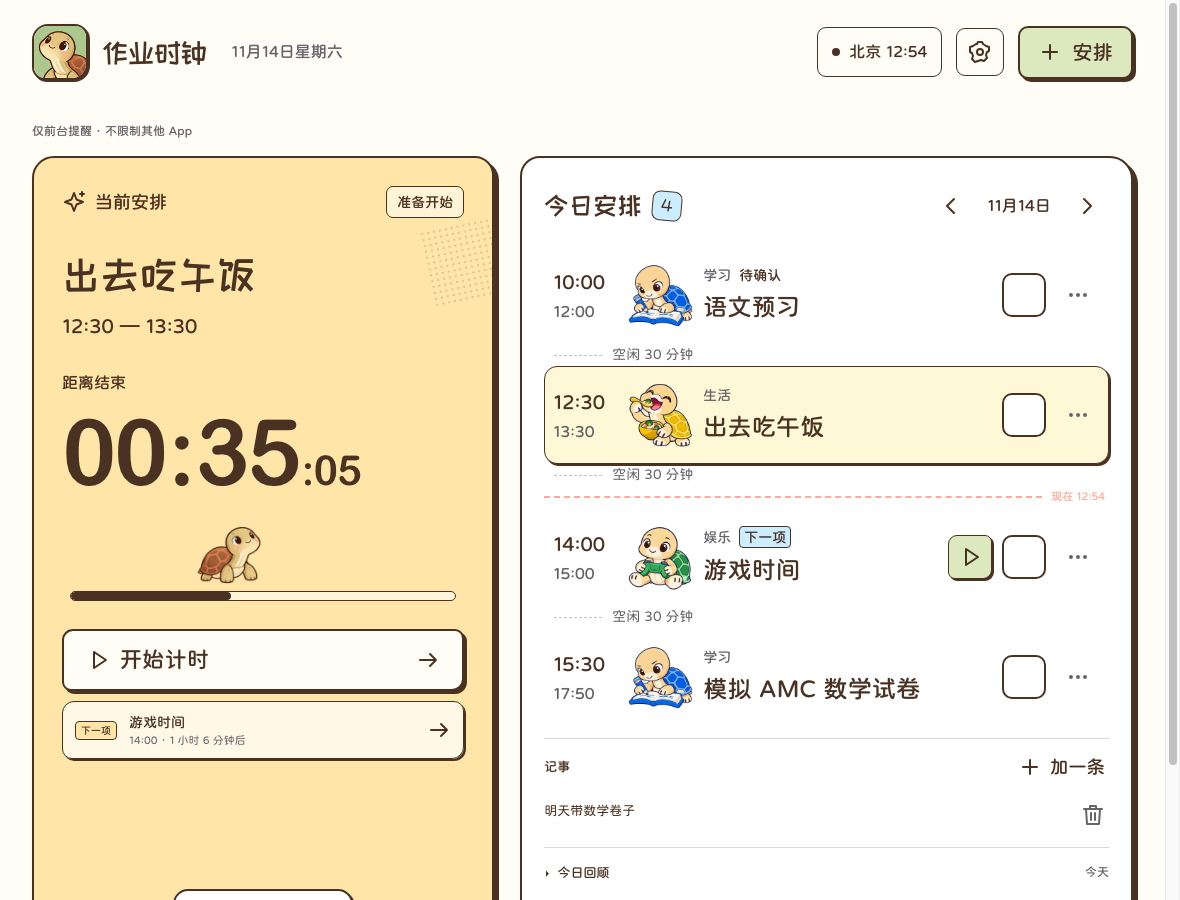 作业时钟
11月14日星期六
北京 12:54
安排
仅前台提醒 · 不限制其他 App
当前安排
准备开始
出去吃午饭
12:30 — 13:30
距离结束
00:35:05
开始计时
下一项
游戏时间
14:00 · 1 小时 6 分钟后
今日安排 4
11月14日
10:00
12:00
学习 待确认
语文预习
空闲 30 分钟
12:30
13:30
生活
出去吃午饭
空闲 30 分钟
现在 12:54
14:00
15:00
娱乐 下一项
游戏时间
空闲 30 分钟
15:30
17:50
学习
模拟 AMC 数学试卷
记事
加一条
明天带数学卷子
今日回顾
今天